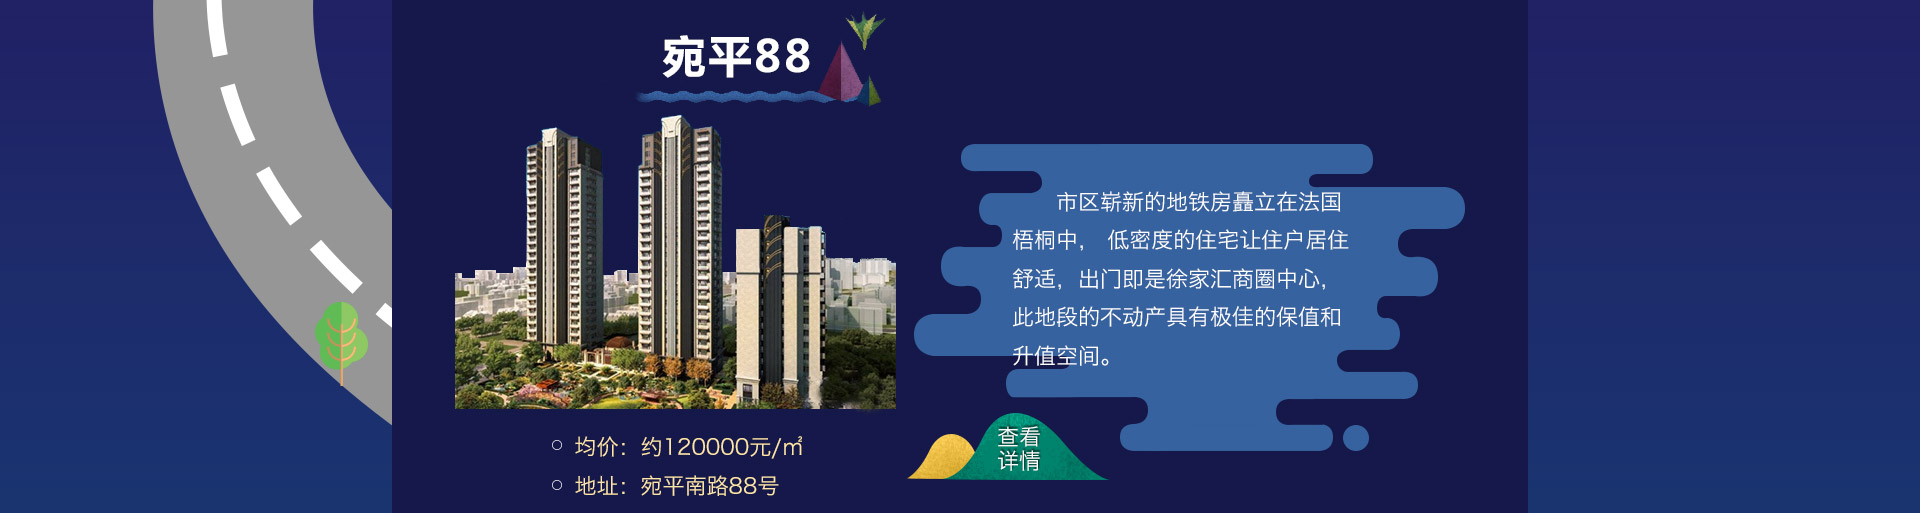 宛平88
市区崭新的地铁房矗立在法国
梧桐中， 低密度的住宅让住户居住
舒适，出门即是徐家汇商圈中心，
此地段的不动产具有极佳的保值和
升值空间。
查看
详情
均价：约120000元/㎡
地址：宛平南路88号